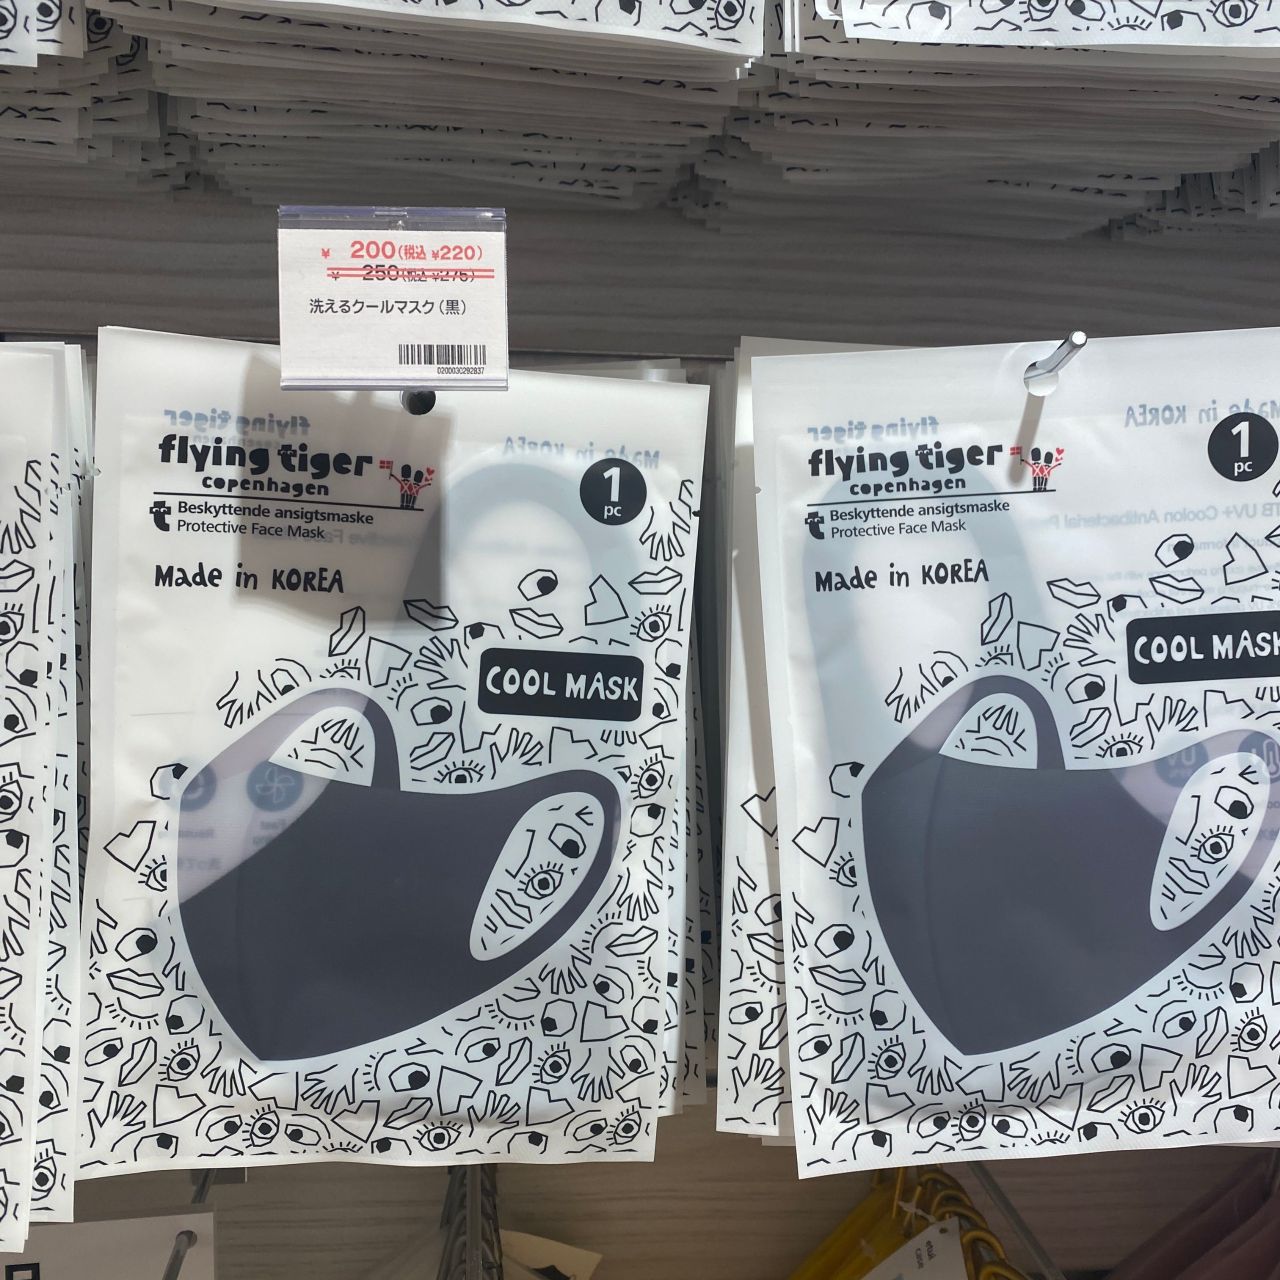 ¥ 200(税込 ¥220)
¥ 250(税込 ¥275)
洗えるクールマスク(黒)
0200030292837
flying tiger
copenhagen
Beskyttende ansigtsmaske
Protective Face Mask
Made in KOREA
1
pc
COOL MASK
flying tiger
copenhagen
Beskyttende ansigtsmaske
Protective Face Mask
Made in KOREA
1
pc
COOL MASK